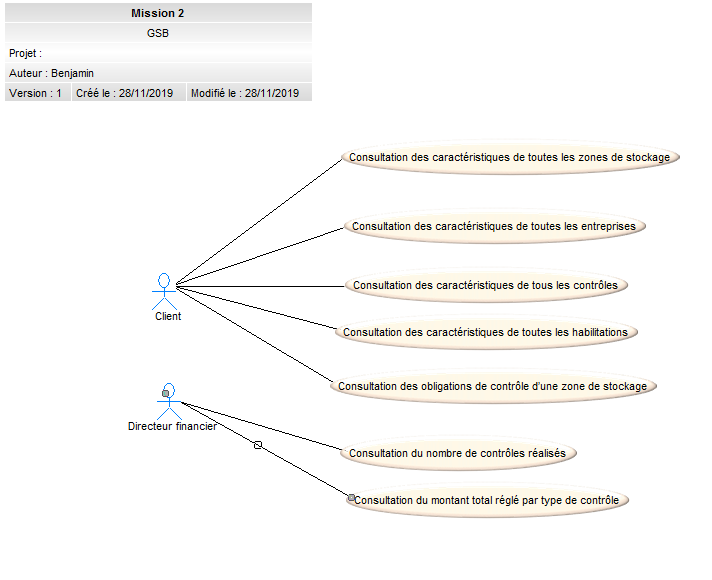 Mission 2
GSB
Projet :
Auteur : Benjamin
Version : 1 Créé le : 28/11/2019 Modifié le : 28/11/2019
Consultation des caractéristiques de toutes les zones de stockage
Consultation des caractéristiques de toutes les entreprises
Consultation des caractéristiques de tous les contrôles
Client
Consultation des caractéristiques de toutes les habilitations
Consultation des obligations de contrôle d'une zone de stockage
Directeur financier
Consultation du nombre de contrôles réalisés
Consultation du montant total réglé par type de contrôle